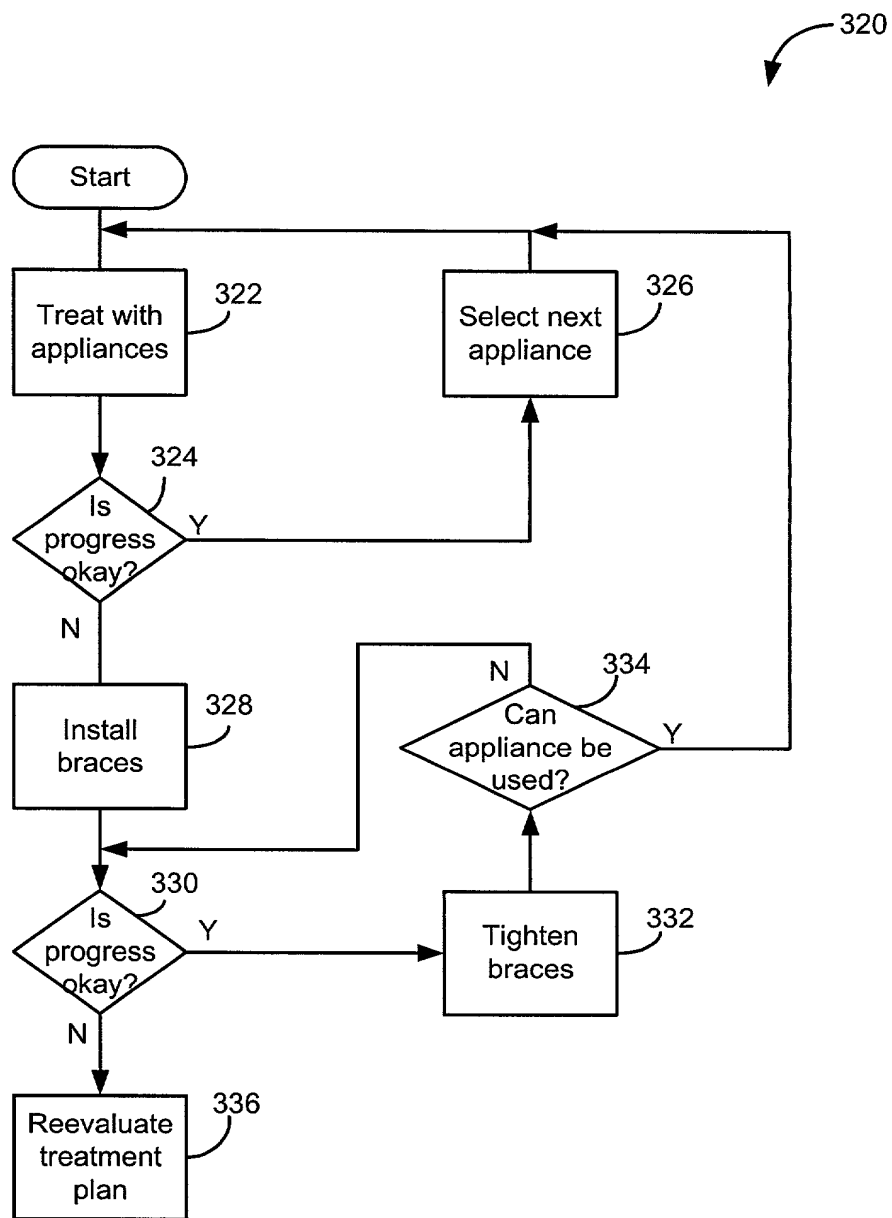 320
Start
322
Treat with
appliances
326
Select next
appliance
324
Is
progress
okay?
Y
N
328
Install
braces
N
334
Can
appliance be
used?
Y
330
Is
progress
okay?
Y
N
332
Tighten
braces
336
Reevaluate
treatment
plan